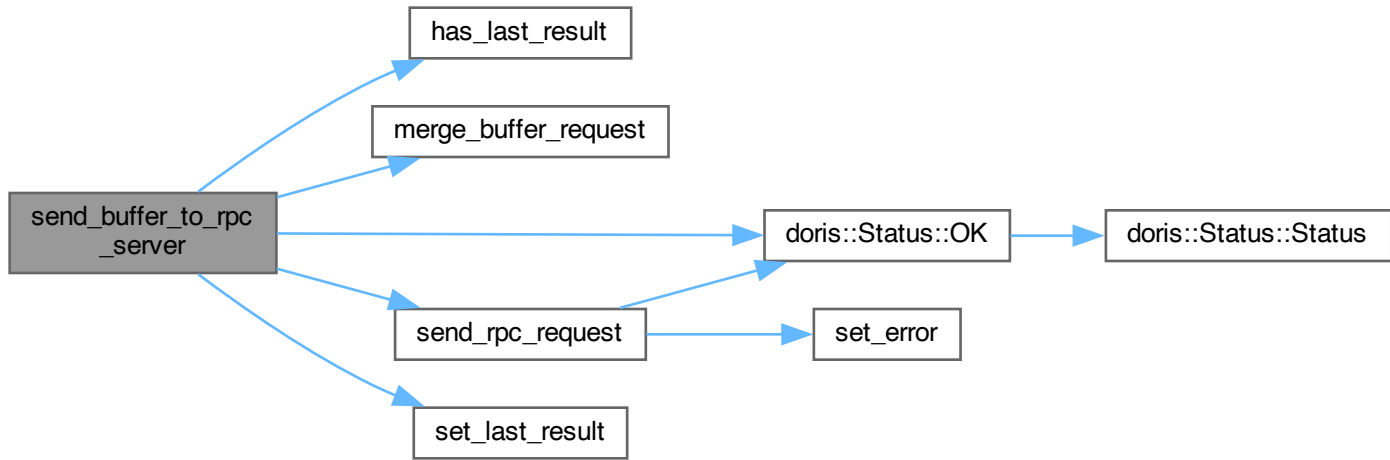 has_last_result
merge_buffer_request
send_buffer_to_rpc
_server
doris::Status::OK
doris::Status::Status
send_rpc_request
set_error
set_last_result